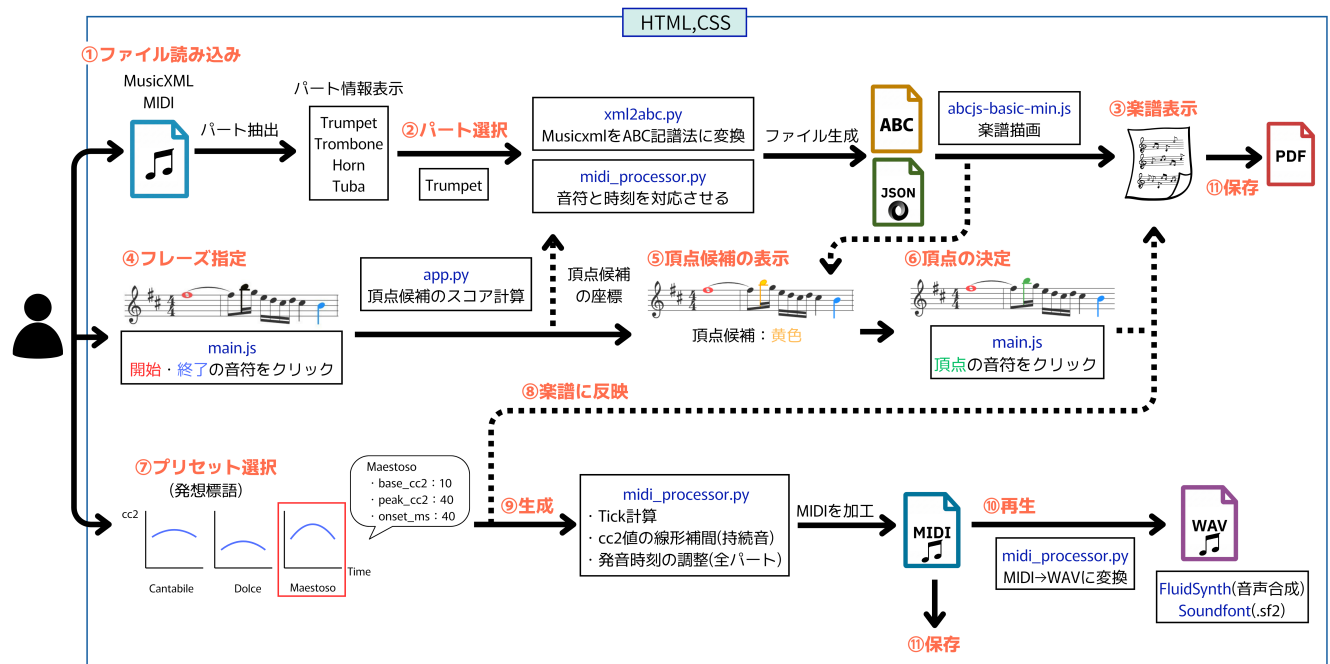 HTML,CSS
①ファイル読み込み
MusicXML
MIDI
パート抽出
パート情報表示
Trumpet
Trombone
Horn
Tuba
②パート選択
Trumpet
xml2abc.py
MusicxmlをABC記譜法に変換
midi_processor.py
音符と時刻を対応させる
ファイル生成
ABC
JSON
abcjs-basic-min.js
楽譜描画
③楽譜表示
⑪保存
PDF
④フレーズ指定
main.js
開始・終了の音符をクリック
app.py
頂点候補のスコア計算
頂点候補
の座標
⑤頂点候補の表示
頂点候補：黄色
⑥頂点の決定
main.js
頂点の音符をクリック
⑧楽譜に反映
⑦プリセット選択
(発想標語)
cc2
Cantabile
Dolce
Maestoso
Time
Maestoso
・base_cc2：10
・peak_cc2：40
・onset_ms：40
⑨生成
midi_processor.py
・Tick計算
・cc2値の線形補間(持続音)
・発音時刻の調整(全パート)
MIDIを加工
MIDI
⑪保存
⑩再生
midi_processor.py
MIDI→WAVに変換
WAV
FluidSynth(音声合成)
Soundfont(.sf2)